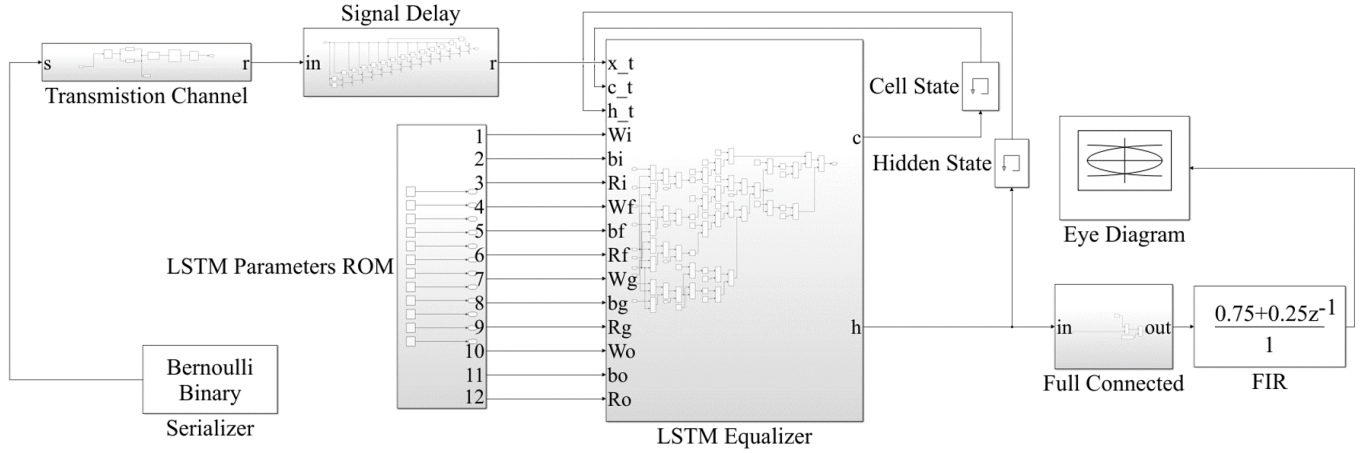 Signal Delay
s
r
Transmistion Channel
in
r
x_t
c_t
h_t
Wi
bi
Ri
Wf
bf
Rf
Wg
bg
Rg
Wo
bo
Ro
c
h
LSTM Equalizer
1
2
3
4
5
6
7
8
9
10
11
12
LSTM Parameters ROM
Bernoulli
Binary
Serializer
Cell State
Hidden State
Eye Diagram
in
out
Full Connected
0.75+0.25z-1
1
FIR